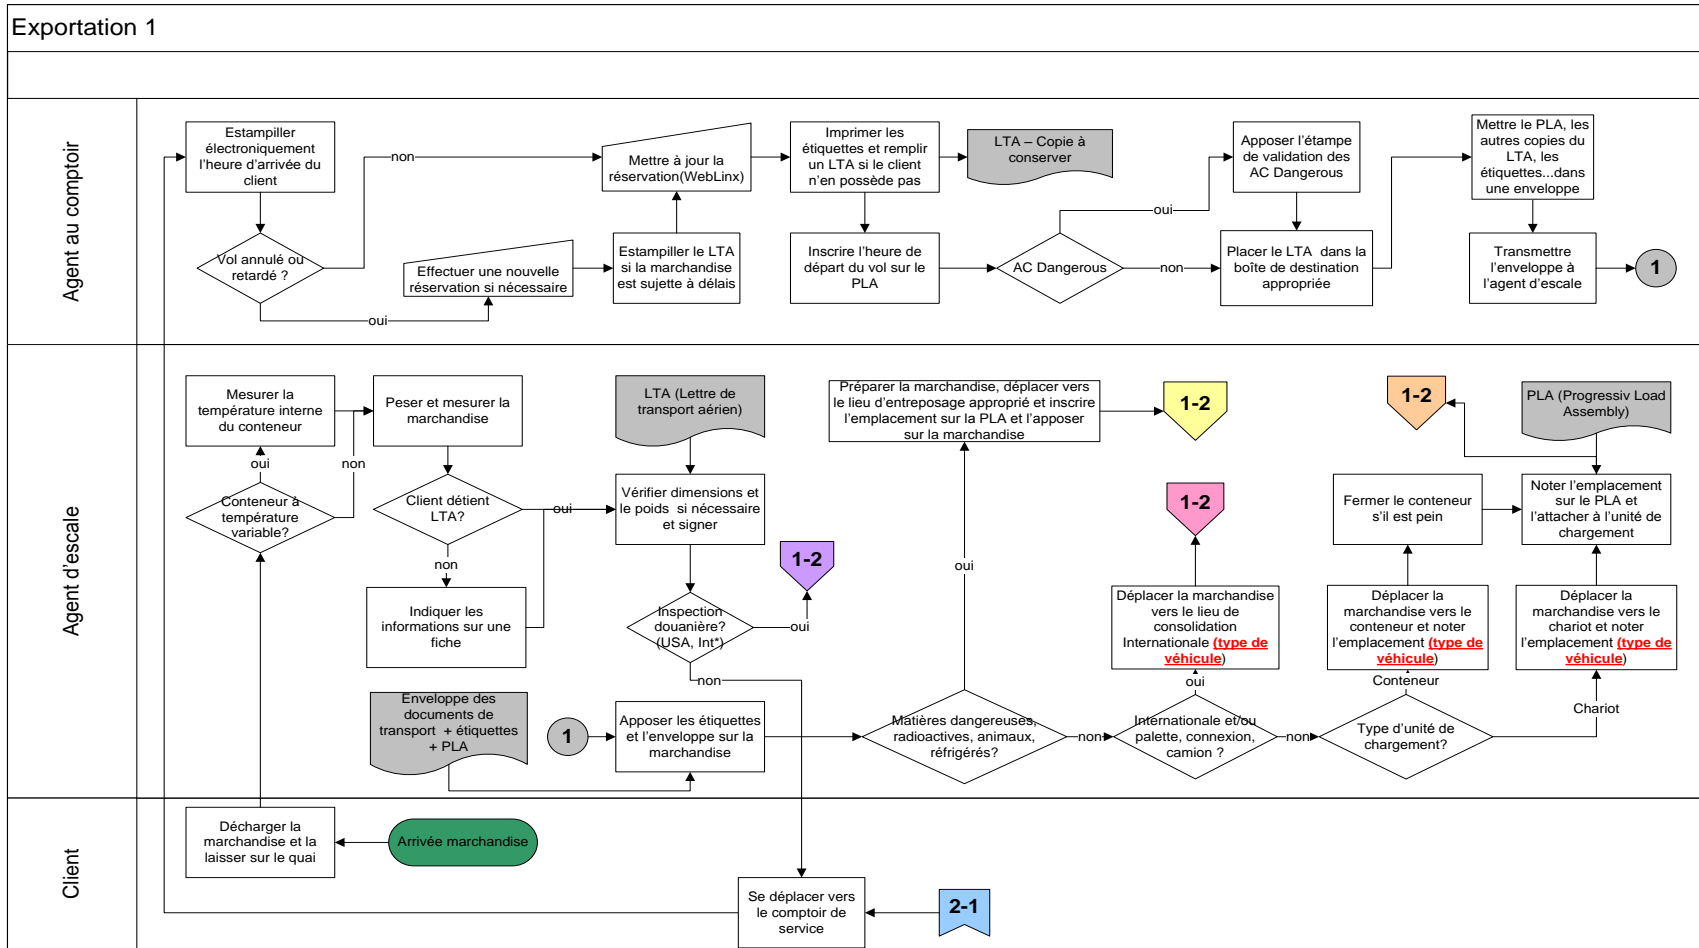 Exportation 1
Agent au comptoir
Estampiller
électroniquement
l'heure d'arrivée du
client
non
Mettre à jour la
réservation(WebLinx)
Imprimer les
étiquettes et remplir
un LTA si le client
n'en possède pas
LTA – Copie à
conserver
Apposer l'étampe
de validation des
AC Dangerous
Mettre le PLA, les
autres copies du
LTA, les
étiquettes...dans
une enveloppe
oui
Vol annulé ou
retardé ?
Effectuer une nouvelle
réservation si nécessaire
Estampiller le LTA
si la marchandise
est sujette à délais
Inscrire l'heure de
départ du vol sur le
PLA
AC Dangerous
non
Placer le LTA dans la
boîte de destination
appropriée
Transmettre
l'enveloppe à
l'agent d'escale
1
oui
Agent d'escale
Mesurer la
température interne
du conteneur
Peser et mesurer la
marchandise
LTA (Lettre de
transport aérien)
Préparer la marchandise, déplacer vers
le lieu d'entreposage approprié et inscrire
l'emplacement sur la PLA et l'apposer
sur la marchandise
1-2
1-2
PLA (Progressiv Load
Assembly)
oui
non
Conteneur à
température
variable?
Client détient
LTA?
oui
Vérifier dimensions et
le poids si nécessaire
et signer
1-2
Fermer le conteneur
s'il est pein
Noter l'emplacement
sur le PLA et
l'attacher à l'unité de
chargement
non
1-2
oui
Indiquer les
informations sur une
fiche
Inspection
douanière?
(USA, Int*)
oui
Déplacer la marchandise
vers le lieu de
consolidation
Internationale (type de
véhicule)
Déplacer la
marchandise vers le
conteneur et noter
l'emplacement (type de
véhicule)
Déplacer la
marchandise vers le
chariot et noter
l'emplacement (type de
véhicule)
non
oui
Conteneur
Chariot
Enveloppe des
documents de
transport + étiquettes
+ PLA
1
Apposer les étiquettes
et l'enveloppe sur la
marchandise
Matières dangereuses,
radioactives, animaux,
réfrigérés?
non
Internationale et/ou
palette, connexion,
camion ?
non
Type d'unité de
chargement?
Client
Décharger la
marchandise et la
laisser sur le quai
Arrivée marchandise
Se déplacer vers
le comptoir de
service
2-1